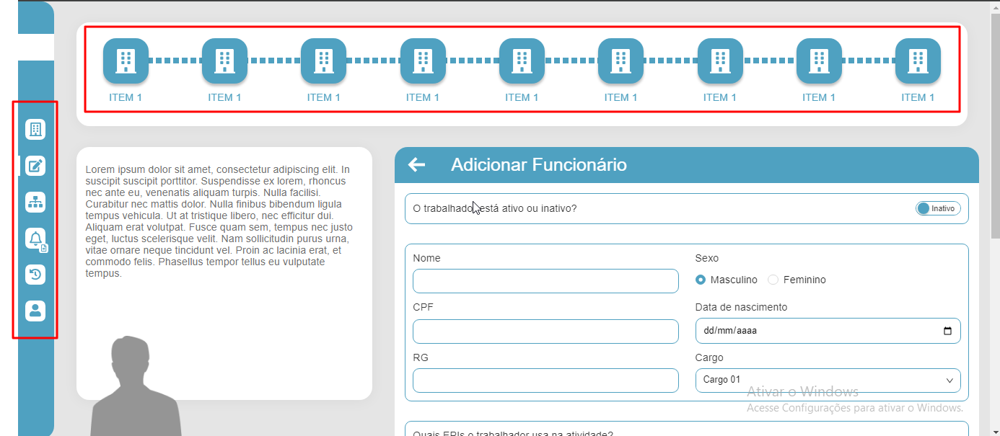 ITEM 1 ITEM 1 ITEM 1 ITEM 1 ITEM 1 ITEM 1 ITEM 1 ITEM 1 ITEM 1
Lorem ipsum dolor sit amet, consectetur adipiscing elit. In
suscipit suscipit porttitor. Suspendisse ex lorem, rhoncus
nec ante eu, venenatis aliquam turpis. Nulla facilisi.
Curabitur nec mattis dolor. Nulla finibus bibendum ligula
tempus vehicula. Ut at tristique libero, nec efficitur dui.
Aliquam erat volutpat. Fusce quam sem, tempus nec justo
eget, luctus scelerisque velit. Nam sollicitudin purus urna,
vitae ornare neque tincidunt vel. Proin ac lacinia erat, et
commodo felis. Phasellus tempor tellus eu vulputate
tempus.
Adicionar Funcionário
O trabalhador está ativo ou inativo?
Inativo
Nome
Sexo
Masculino Feminino
CPF
Data de nascimento
dd/mm/aaaa
RG
Cargo
Cargo 01
Ativar o Windows
Acesse Configurações para ativar o Windows.
Quais EPIs o trabalhador usa na atividade?